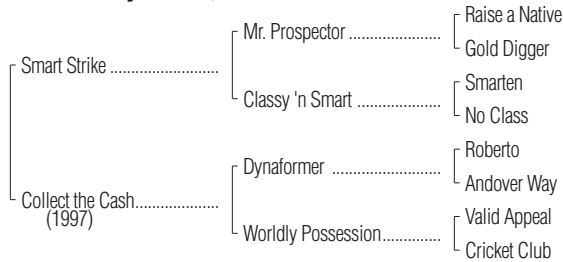 Raise a Native
Mr. Prospector ......................
Gold Digger
Smart Strike ..........................
Smarten
Classy 'n Smart ....................
No Class
Roberto
Dynaformer ..........................
Andover Way
Collect the Cash....................
(1997)
Valid Appeal
Worldly Possession..............
Cricket Club